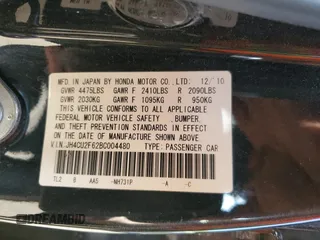 MFD. IN JAPAN BY HONDA MOTOR CO.,LTD. 12/10
GVWR 4475LBS GAWR F 2410LBS R 2090LBS
GVWR 2030KG GAWR F 1095KG R 950KG
THIS VEHICLE CONFORMS TO ALL APPLICABLE
FEDERAL MOTOR VEHICLE SAFETY, BUMPER,
AND THEFT PREVENTION STANDARDS IN EFFECT
ON THE DATE OF MANUFACTURE SHOWN ABOVE
V.I.N.JH4CU2F62BC004480 TYPE: PASSENGER CAR
TL2 6 AA5 -NH731P -A -C
DREAMBID